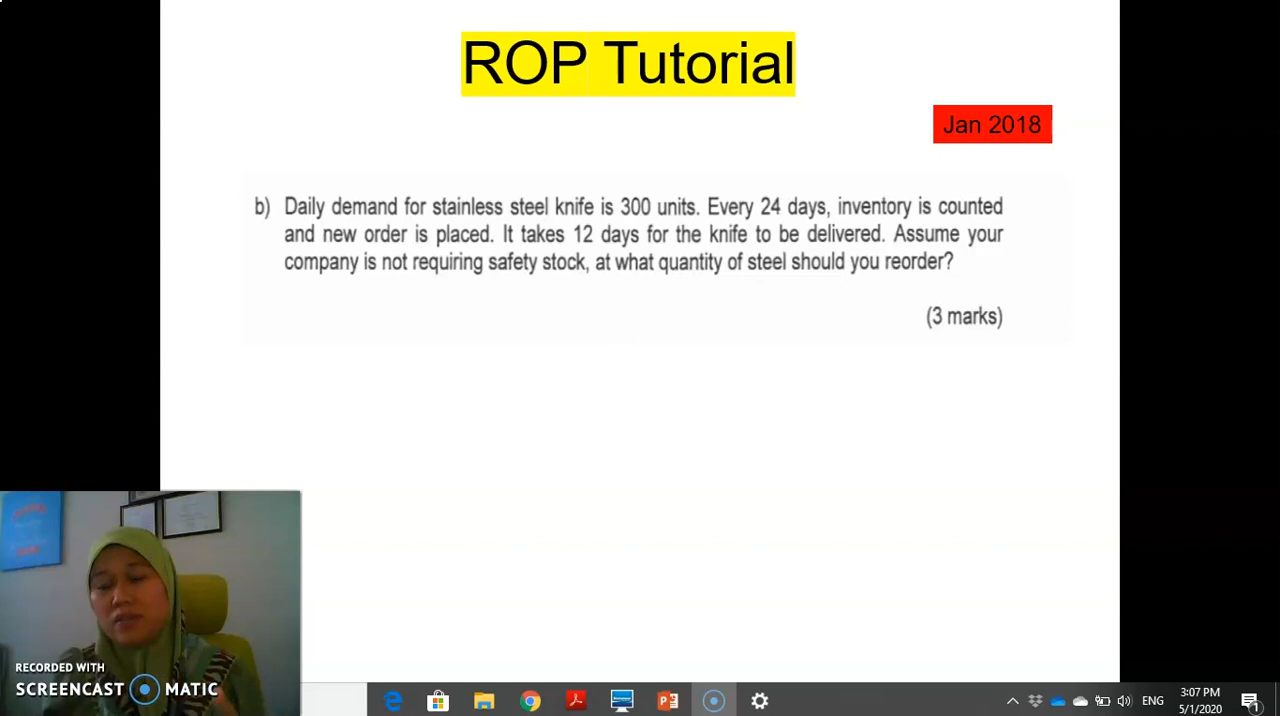 ROP Tutorial
Jan 2018
b) Daily demand for stainless steel knife is 300 units. Every 24 days, inventory is counted
and new order is placed. It takes 12 days for the knife to be delivered. Assume your
company is not requiring safety stock, at what quantity of steel should you reorder?
(3 marks)
RECORDED WITH
SCREENCAST MATIC
ENG
3:07 PM
5/1/2020
1